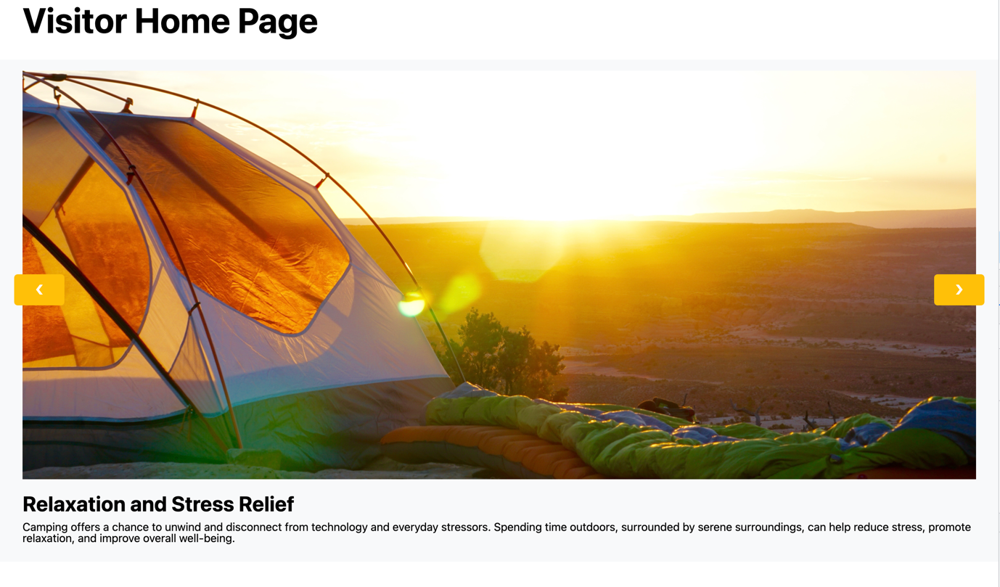 Visitor Home Page
‹
›
Relaxation and Stress Relief
Camping offers a chance to unwind and disconnect from technology and everyday stressors. Spending time outdoors, surrounded by serene surroundings, can help reduce stress, promote
relaxation, and improve overall well-being.